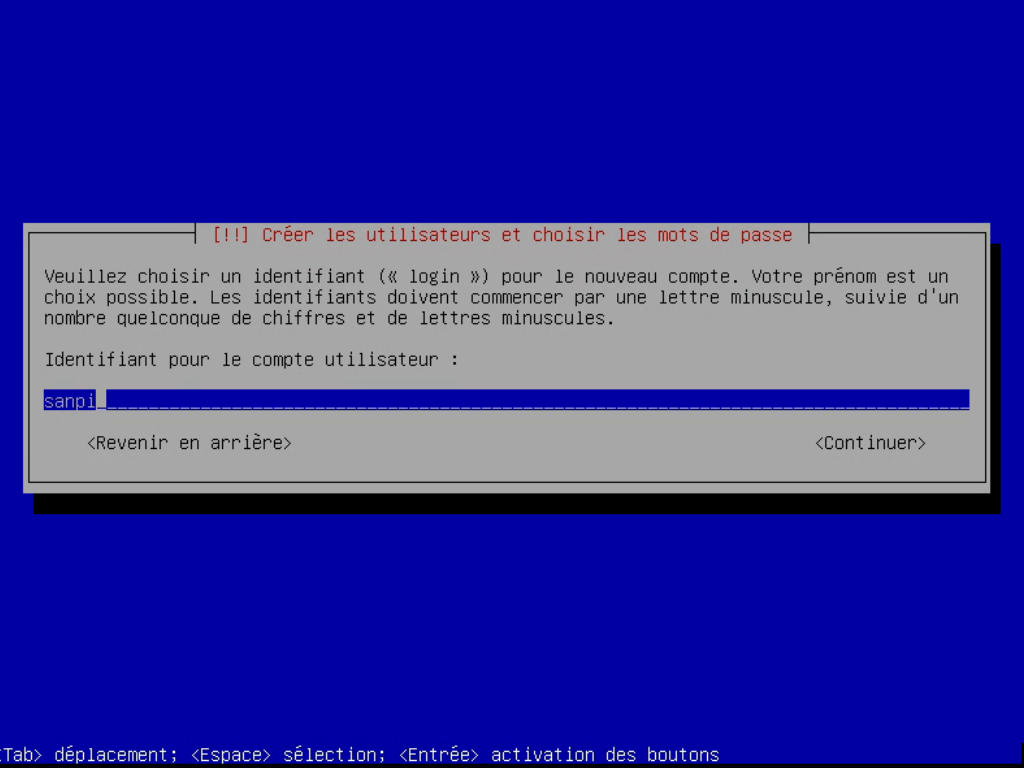 [!!] Créer les utilisateurs et choisir les mots de passe
Veuillez choisir un identifiant (« login ») pour le nouveau compte. Votre prénom est un
choix possible. Les identifiants doivent commencer par une lettre minuscule, suivie d'un
nombre quelconque de chiffres et de lettres minuscules.
Identifiant pour le compte utilisateur :
sanpi
<Revenir en arrière> <Continuer>
<Tab> déplacement; <Espace> sélection; <Entrée> activation des boutons